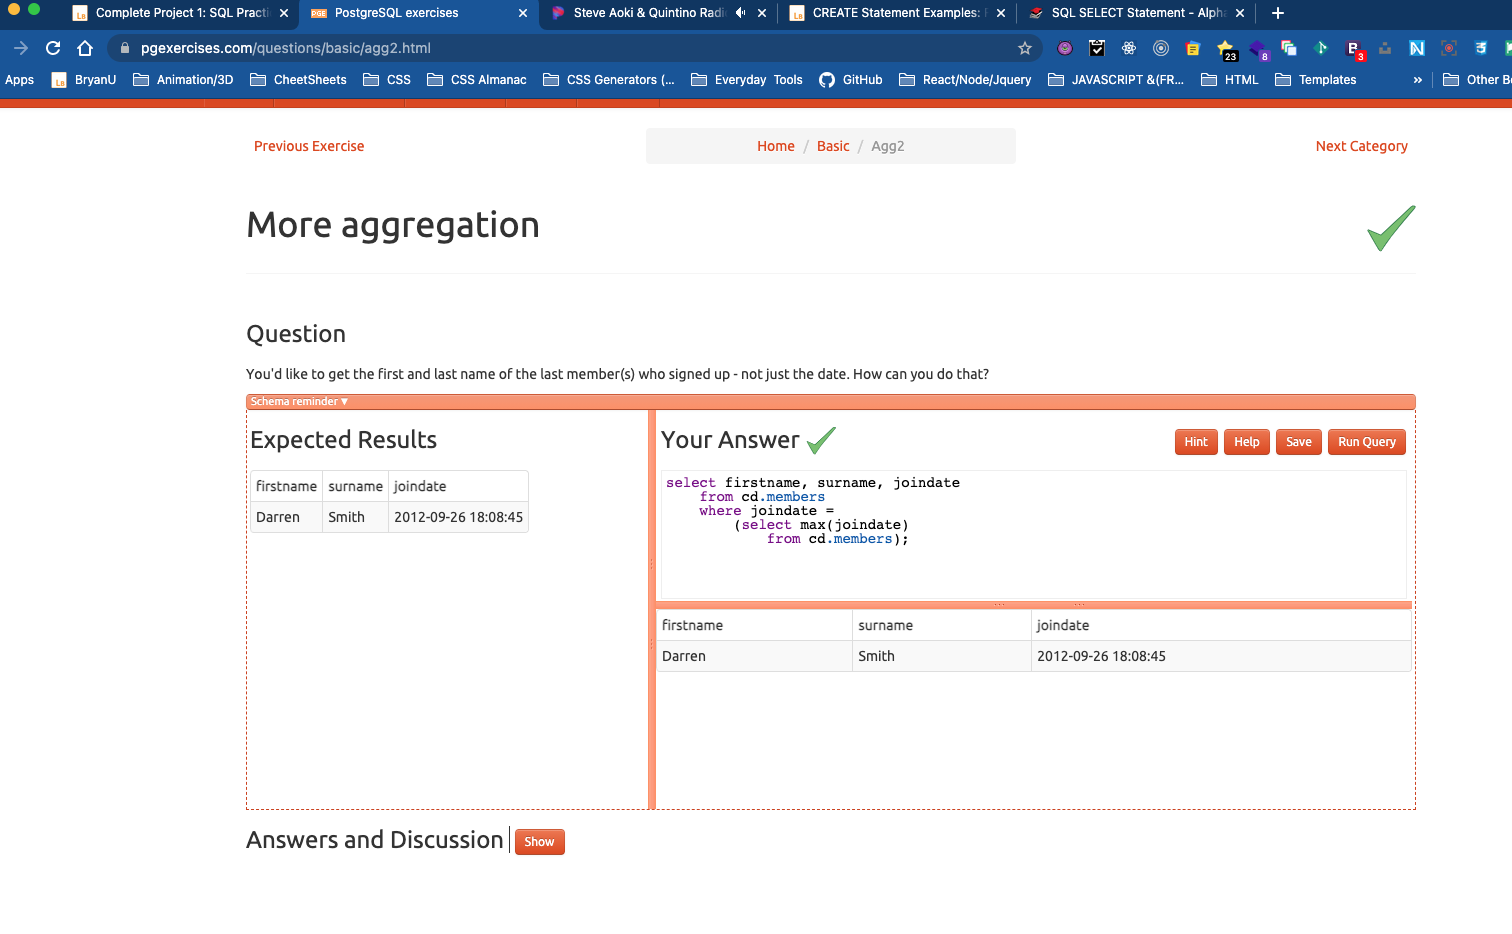 Complete Project 1: SQL Practi
PostgreSQL exercises
Steve Aoki & Quintino Radi
CREATE Statement Examples:
SQL SELECT Statement - Alph
pgexercises.com/questions/basic/agg2.html
23
8
3
Apps
BryanU
Animation/3D
CheetSheets
CSS
CSS Almanac
CSS Generators (...
Everyday Tools
GitHub
React/Node/Jquery
JAVASCRIPT &(FR...
HTML
Templates
»
Other B
Previous Exercise
Home / Basic / Agg2
Next Category
More aggregation
Question
You'd like to get the first and last name of the last member(s) who signed up - not just the date. How can you do that?
Schema reminder ▼
Expected Results
firstname surname joindate
Darren Smith 2012-09-26 18:08:45
Your Answer
Hint Help Save Run Query
select firstname, surname, joindate
from cd.members
where joindate =
(select max(joindate)
from cd.members);
firstname surname joindate
Darren Smith 2012-09-26 18:08:45
Answers and Discussion
Show